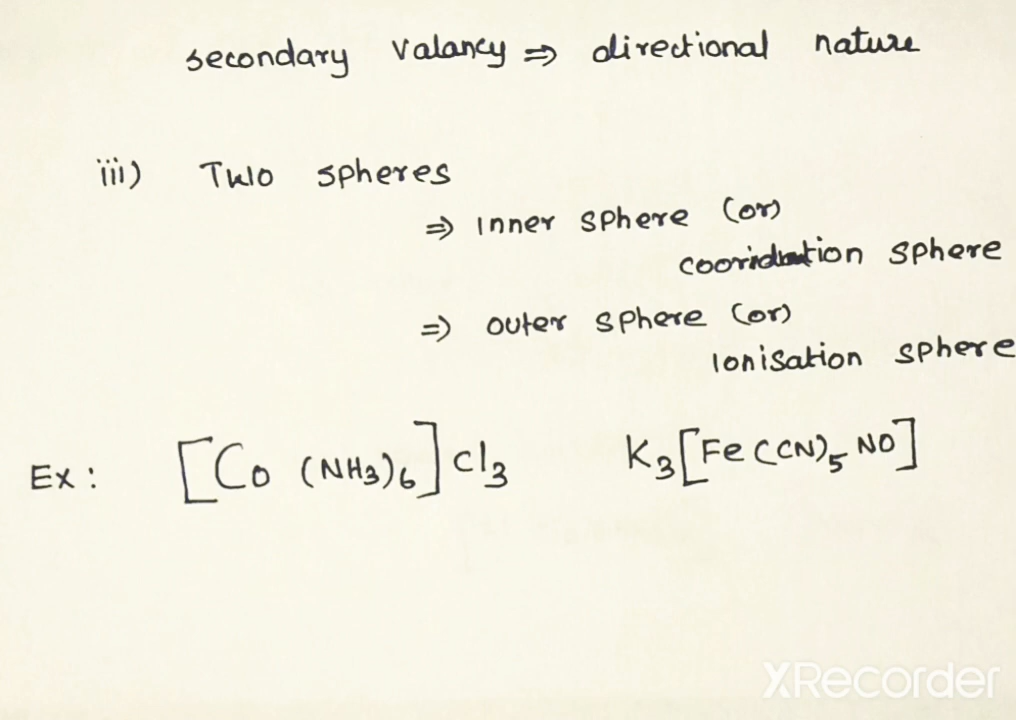 secondary valancy ⇒ directional nature
iii) Two spheres
⇒ inner sphere (or)
cooridnation sphere
⇒ outer sphere (or)
Ionisation sphere
Ex : [Co (NH₃)₆]Cl₃ K₃[Fe(CN)₅ NO]
XRecorder